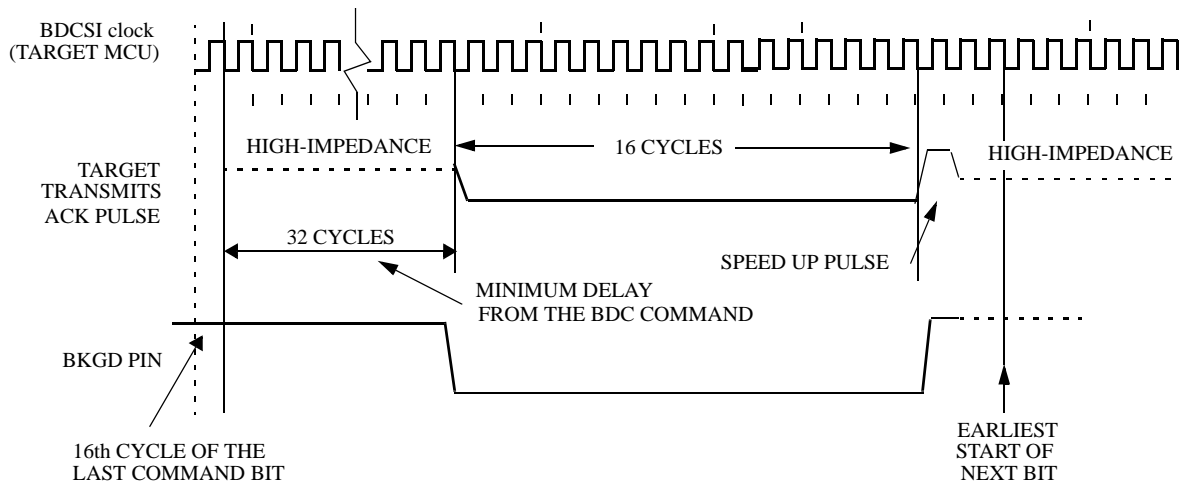 BDCSI clock
(TARGET MCU)
HIGH-IMPEDANCE
16 CYCLES
HIGH-IMPEDANCE
TARGET
TRANSMITS
ACK PULSE
32 CYCLES
SPEED UP PULSE
MINIMUM DELAY
FROM THE BDC COMMAND
BKGD PIN
16th CYCLE OF THE
LAST COMMAND BIT
EARLIEST
START OF
NEXT BIT